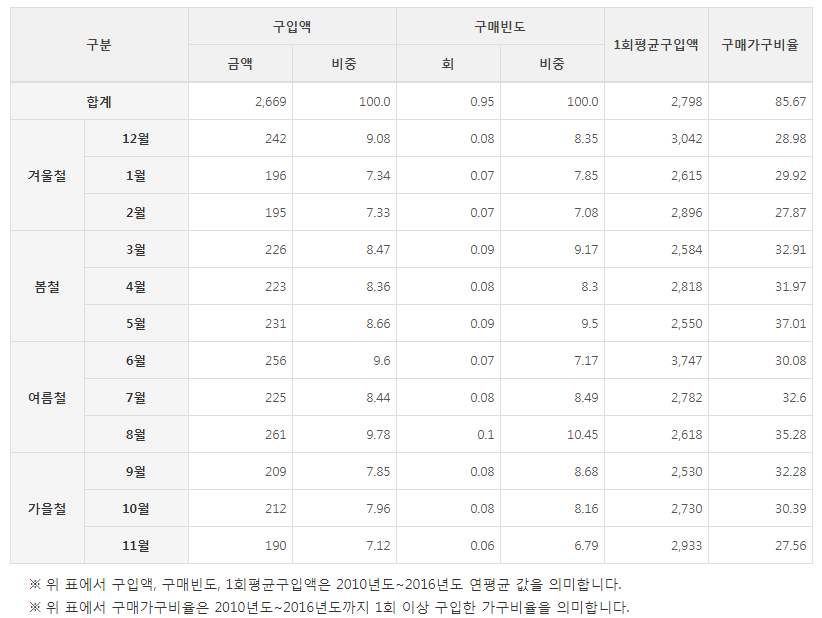 구분 구입액 구매빈도 1회평균구입액 구매가구비율
금액 비중 회 비중
합계 2,669 100.0 0.95 100.0 2,798 85.67
겨울철 12월 242 9.08 0.08 8.35 3,042 28.98
1월 196 7.34 0.07 7.85 2,615 29.92
2월 195 7.33 0.07 7.08 2,896 27.87
봄철 3월 226 8.47 0.09 9.17 2,584 32.91
4월 223 8.36 0.08 8.3 2,818 31.97
5월 231 8.66 0.09 9.5 2,550 37.01
여름철 6월 256 9.6 0.07 7.17 3,747 30.08
7월 225 8.44 0.08 8.49 2,782 32.6
8월 261 9.78 0.1 10.45 2,618 35.28
가을철 9월 209 7.85 0.08 8.68 2,530 32.28
10월 212 7.96 0.08 8.16 2,730 30.39
11월 190 7.12 0.06 6.79 2,933 27.56
※ 위 표에서 구입액, 구매빈도, 1회평균구입액은 2010년도~2016년도 연평균 값을 의미합니다.
※ 위 표에서 구매가구비율은 2010년도~2016년도까지 1회 이상 구입한 가구비율을 의미합니다.